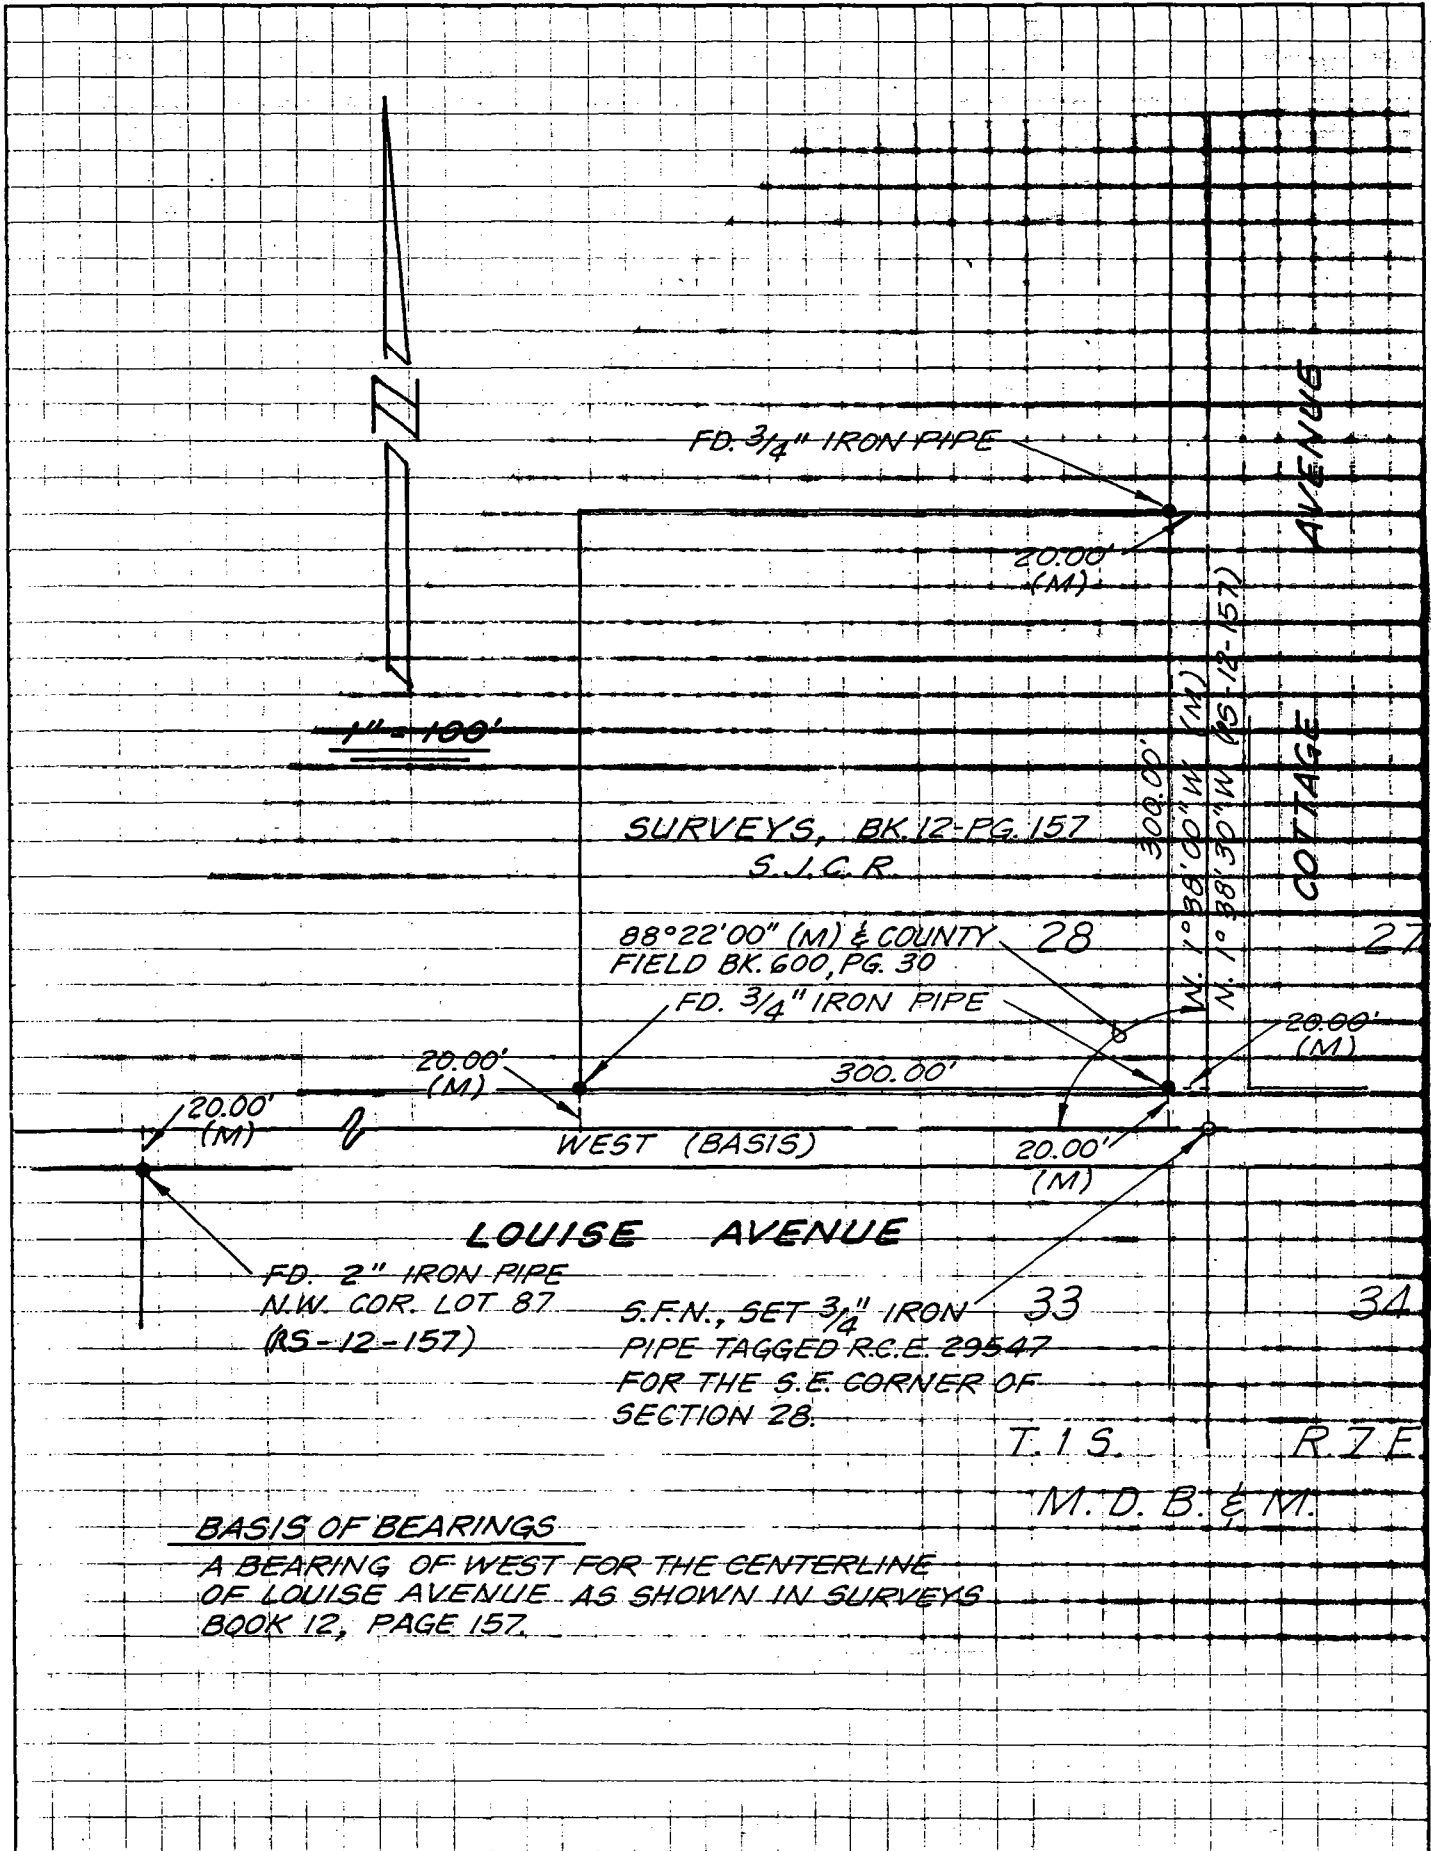 FD. 3/4" IRON PIPE
20.00'
(M)
AVENUE
COTTAGE
1" = 100'
300.00'
N. 1°38'00" W (M)
N. 1°38'30" W (RS-12-157)
SURVEYS, BK. 12-PG. 157
S.J.C.R.
88°22'00" (M) & COUNTY
FIELD BK. 600, PG. 30
28
27
FD. 3/4" IRON PIPE
20.00'
(M)
20.00'
(M)
300.00'
20.00'
(M)
WEST (BASIS)
20.00'
(M)
LOUISE AVENUE
FD. 2" IRON PIPE
N.W. COR. LOT 87
(RS-12-157)
S.F.N., SET 3/4" IRON
PIPE TAGGED R.C.E. 29547
FOR THE S.E. CORNER OF
SECTION 28.
33
34
T. 1 S. R. 7 E.
M. D. B. & M.
BASIS OF BEARINGS
A BEARING OF WEST FOR THE CENTERLINE
OF LOUISE AVENUE AS SHOWN IN SURVEYS
BOOK 12, PAGE 157.